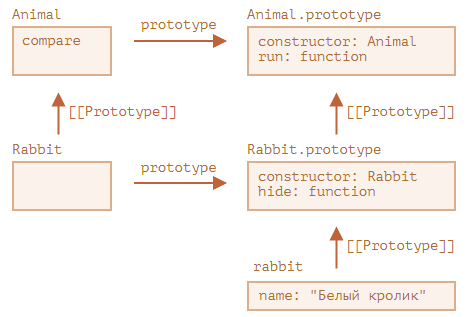 Animal
prototype
Animal.prototype
compare
constructor: Animal
run: function
[[Prototype]]
[[Prototype]]
Rabbit
prototype
Rabbit.prototype
constructor: Rabbit
hide: function
[[Prototype]]
rabbit
name: "Белый кролик"